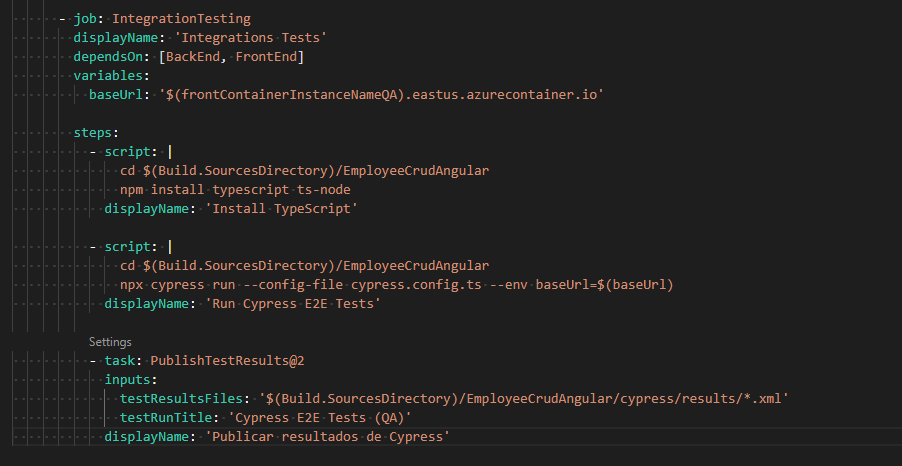 - job: IntegrationTesting
displayName: 'Integrations Tests'
dependsOn: [BackEnd, FrontEnd]
variables:
baseUrl: '$(frontContainerInstanceNameQA).eastus.azurecontainer.io'
steps:
- script: |
cd $(Build.SourcesDirectory)/EmployeeCrudAngular
npm install typescript ts-node
displayName: 'Install TypeScript'
- script: |
cd $(Build.SourcesDirectory)/EmployeeCrudAngular
npx cypress run --config-file cypress.config.ts --env baseUrl=$(baseUrl)
displayName: 'Run Cypress E2E Tests'
Settings
- task: PublishTestResults@2
inputs:
testResultsFiles: '$(Build.SourcesDirectory)/EmployeeCrudAngular/cypress/results/*.xml'
testRunTitle: 'Cypress E2E Tests (QA)'
displayName: 'Publicar resultados de Cypress'